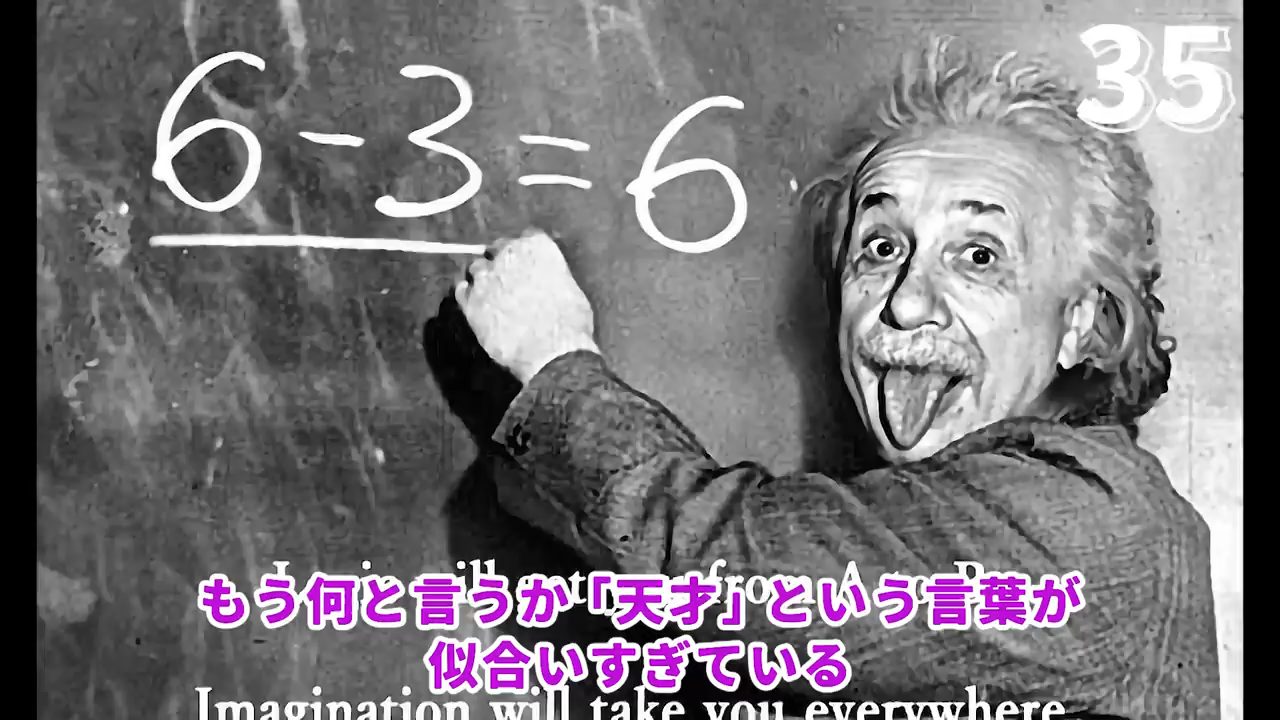 35
6-3=6
もう何と言うか「天才」という言葉が
似合いすぎている
Imagination will take you everywhere